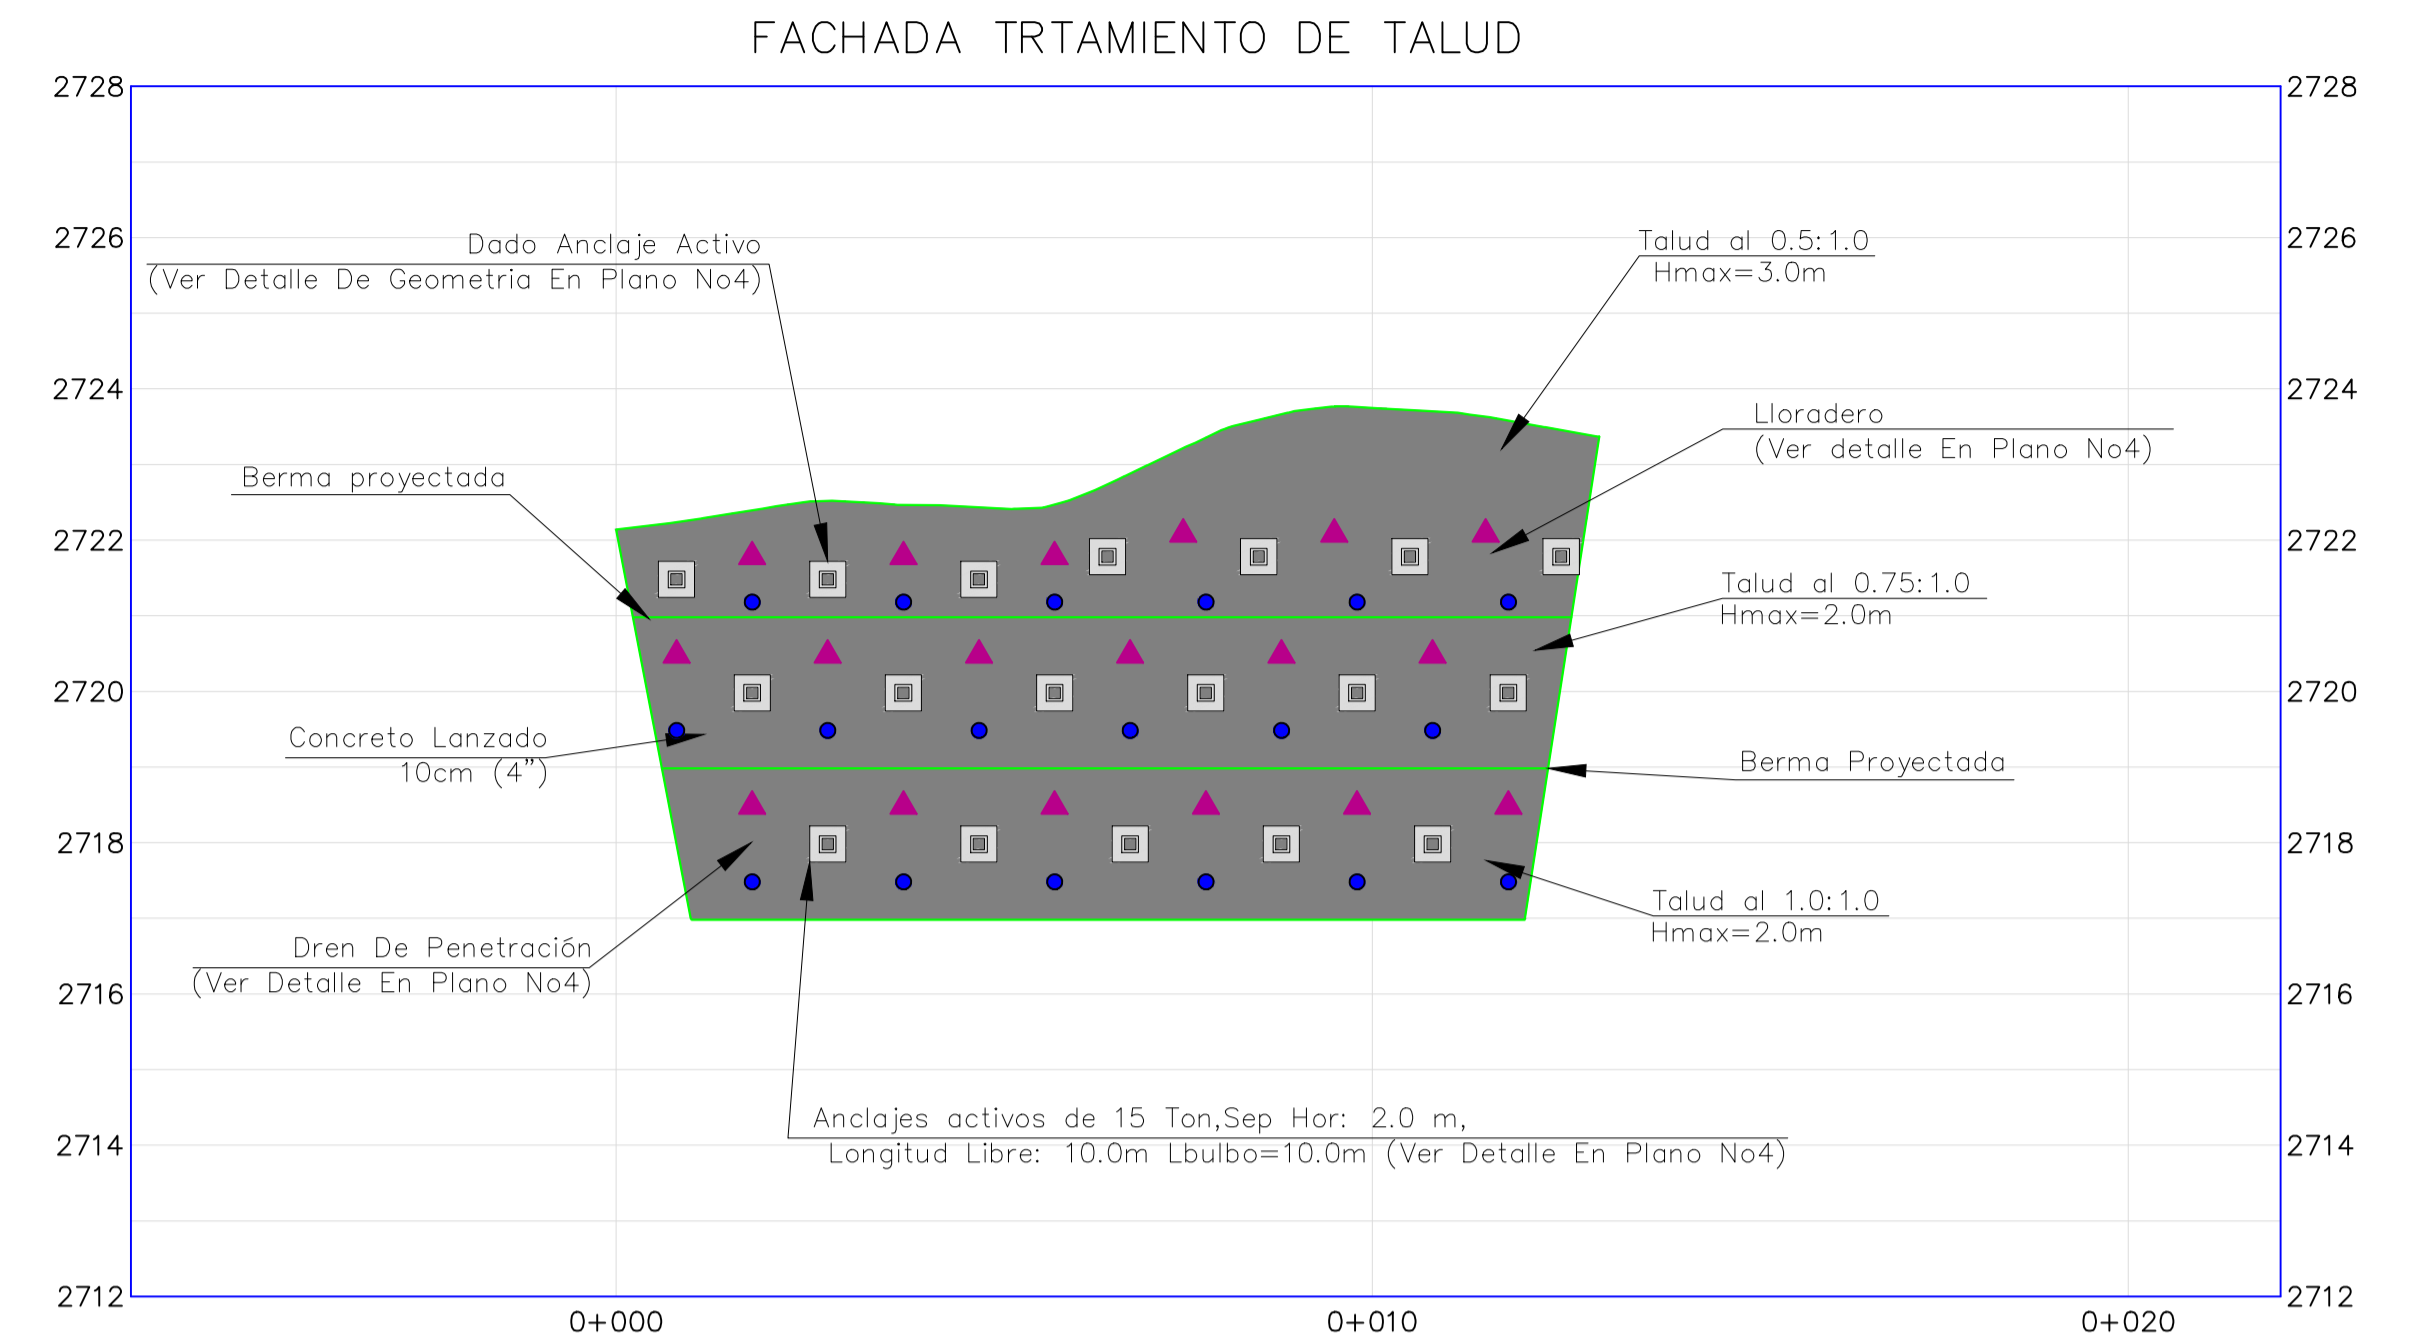 FACHADA TRTAMIENTO DE TALUD
2728
2728
2726
2726
Dado Anclaje Activo
(Ver Detalle De Geometria En Plano No4)
Talud al 0.5:1.0
Hmax=3.0m
2724
2724
Lloradero
(Ver detalle En Plano No4)
Berma proyectada
2722
2722
Talud al 0.75:1.0
Hmax=2.0m
2720
2720
Concreto Lanzado
10cm (4")
Berma Proyectada
2718
2718
Talud al 1.0:1.0
Hmax=2.0m
Dren De Penetración
(Ver Detalle En Plano No4)
2716
2716
Anclajes activos de 15 Ton,Sep Hor: 2.0 m,
Longitud Libre: 10.0m Lbulbo=10.0m (Ver Detalle En Plano No4)
2714
2714
2712
2712
0+000
0+010
0+020